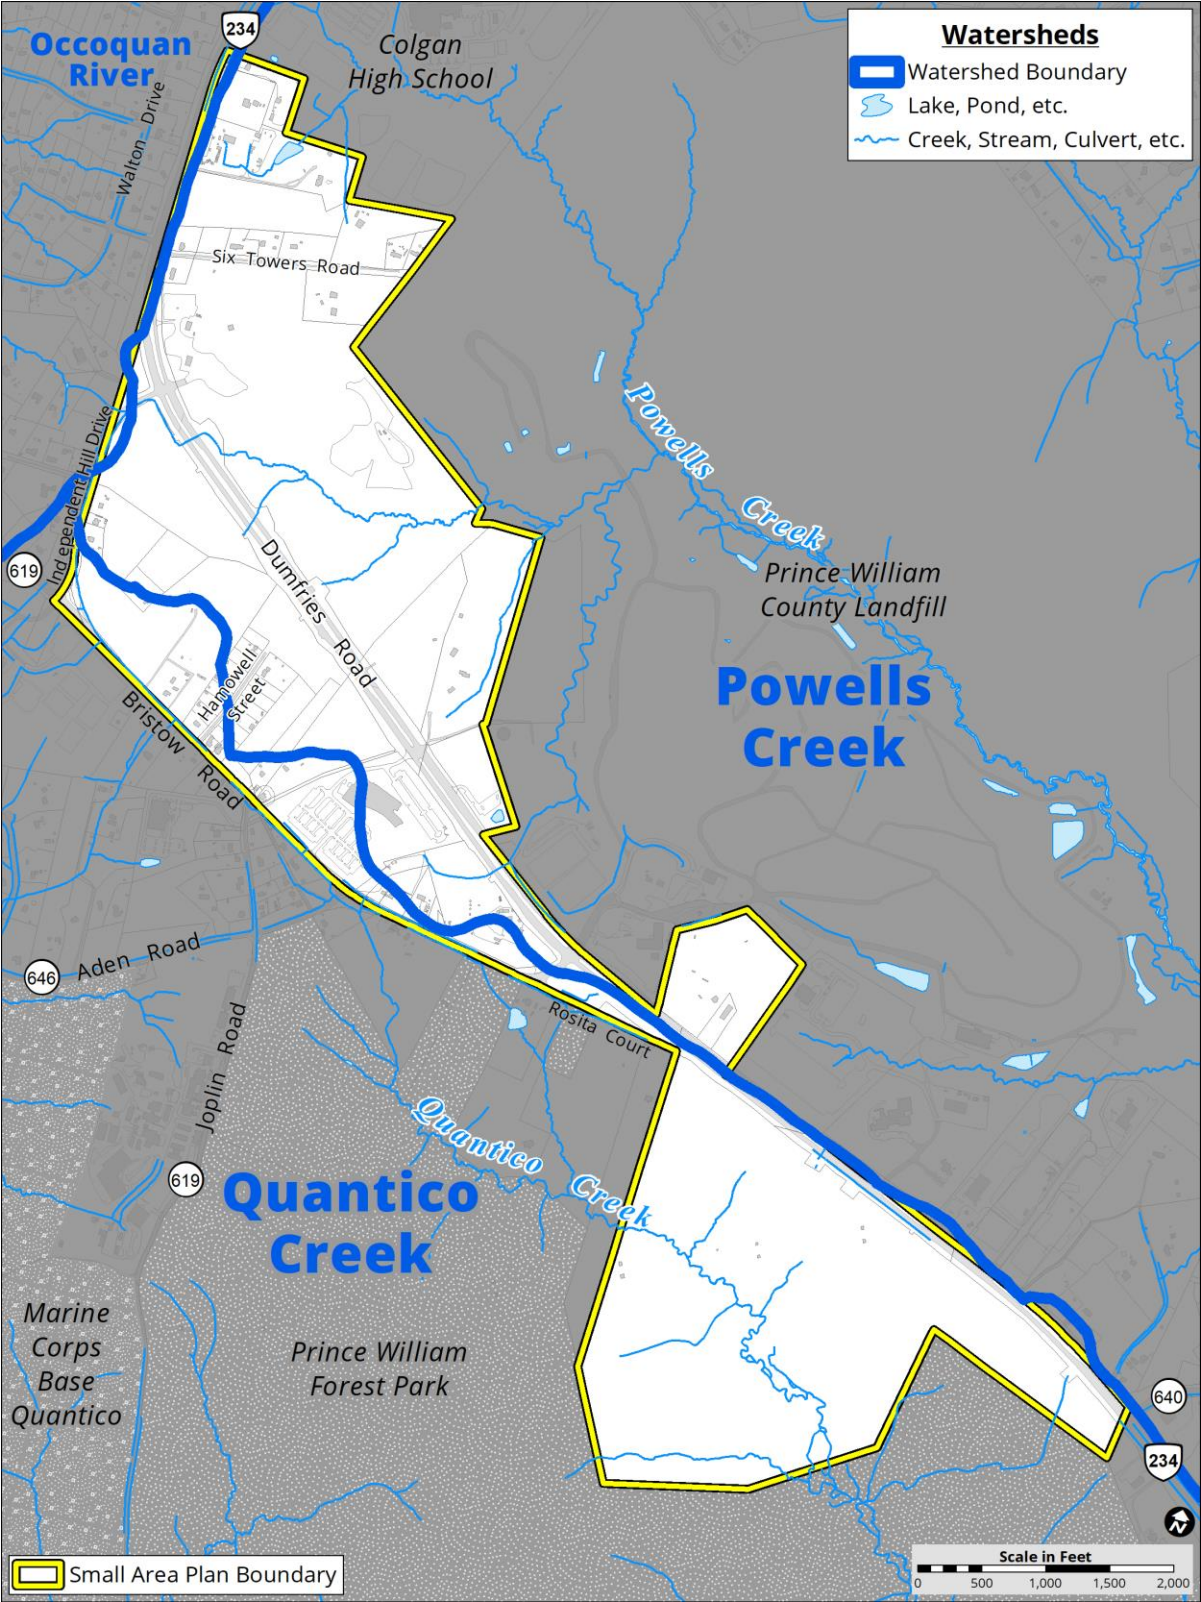 234
Occoquan
River
Colgan
High School
Watersheds
Watershed Boundary
Lake, Pond, etc.
Creek, Stream, Culvert, etc.
Walton Drive
Six Towers Road
Independent Hill Drive
Powells Creek
619
Dumfries Road
Prince William
County Landfill
Hamowell
Street
Powells
Creek
Bristow Road
646
Aden Road
Joplin Road
Rosita Court
Quantico Creek
619
Quantico
Creek
Marine
Corps
Base
Quantico
Prince William
Forest Park
640
234
N
Small Area Plan Boundary
Scale in Feet
0 500 1,000 1,500 2,000